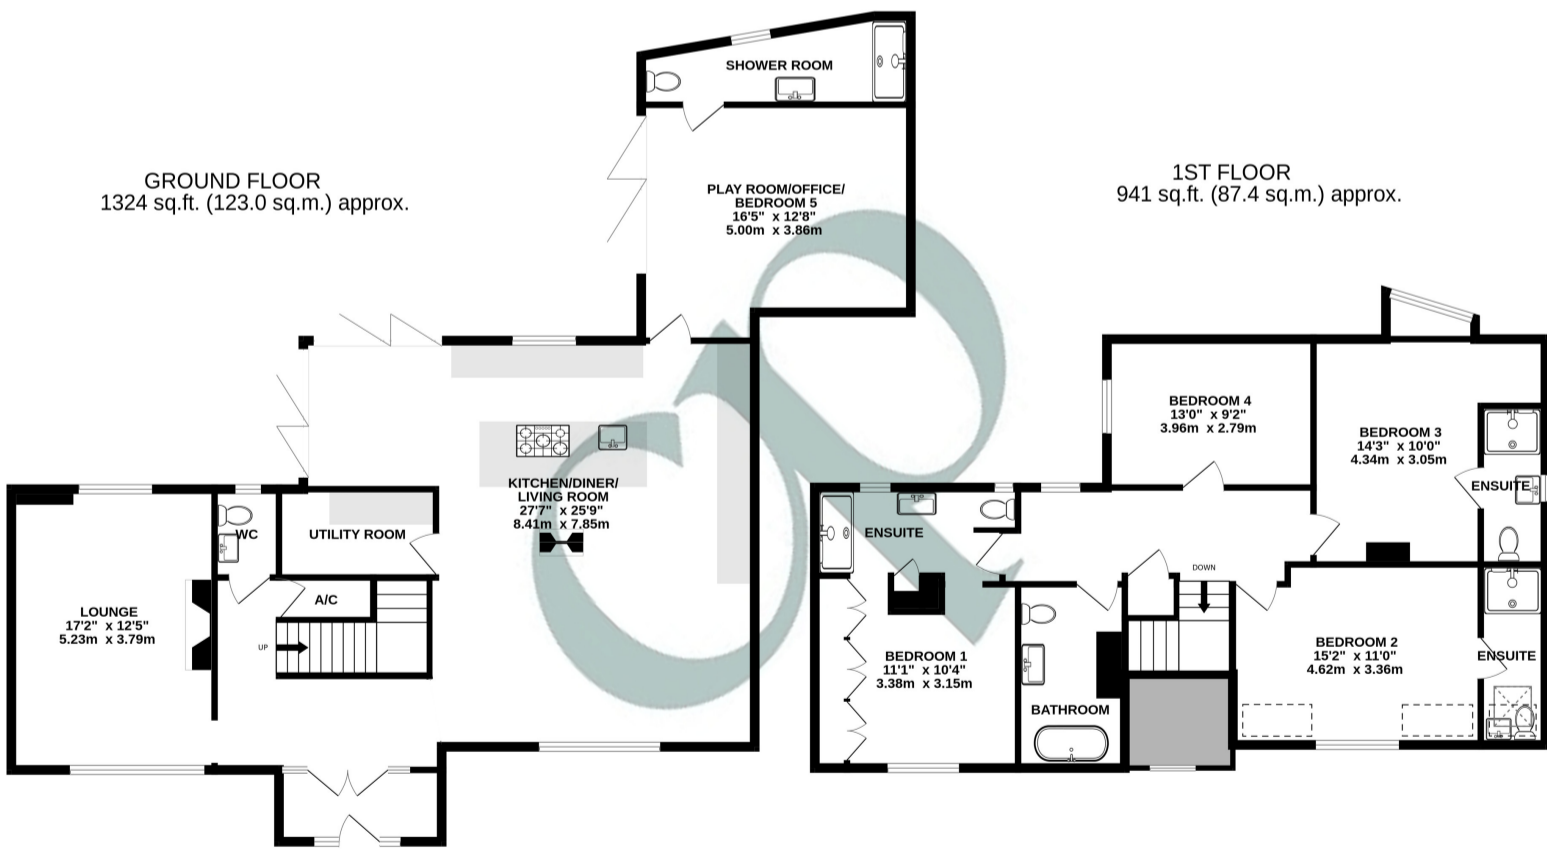 GROUND FLOOR
1324 sq.ft. (123.0 sq.m.) approx.
SHOWER ROOM
PLAY ROOM/OFFICE/
BEDROOM 5
16'5" x 12'8"
5.00m x 3.86m
KITCHEN/DINER/
LIVING ROOM
27'7" x 25'9"
8.41m x 7.85m
WC
UTILITY ROOM
A/C
LOUNGE
17'2" x 12'5"
5.23m x 3.79m
UP
1ST FLOOR
941 sq.ft. (87.4 sq.m.) approx.
BEDROOM 4
13'0" x 9'2"
3.96m x 2.79m
BEDROOM 3
14'3" x 10'0"
4.34m x 3.05m
ENSUITE
ENSUITE
DOWN
BEDROOM 1
11'1" x 10'4"
3.38m x 3.15m
BATHROOM
BEDROOM 2
15'2" x 11'0"
4.62m x 3.36m
ENSUITE